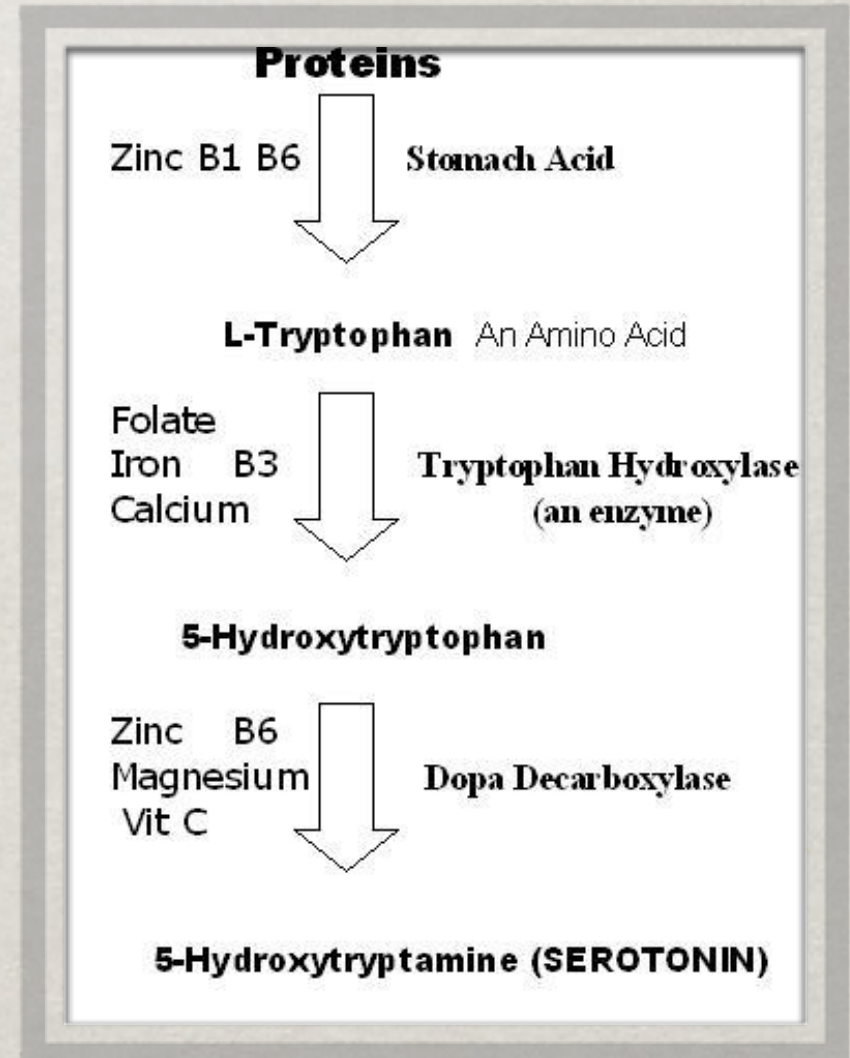 Proteins
Zinc B1 B6 Stomach Acid
L-Tryptophan An Amino Acid
Folate
Iron B3 Tryptophan Hydroxylase
Calcium (an enzyme)
5-Hydroxytryptophan
Zinc B6
Magnesium Dopa Decarboxylase
Vit C
5-Hydroxytryptamine (SEROTONIN)